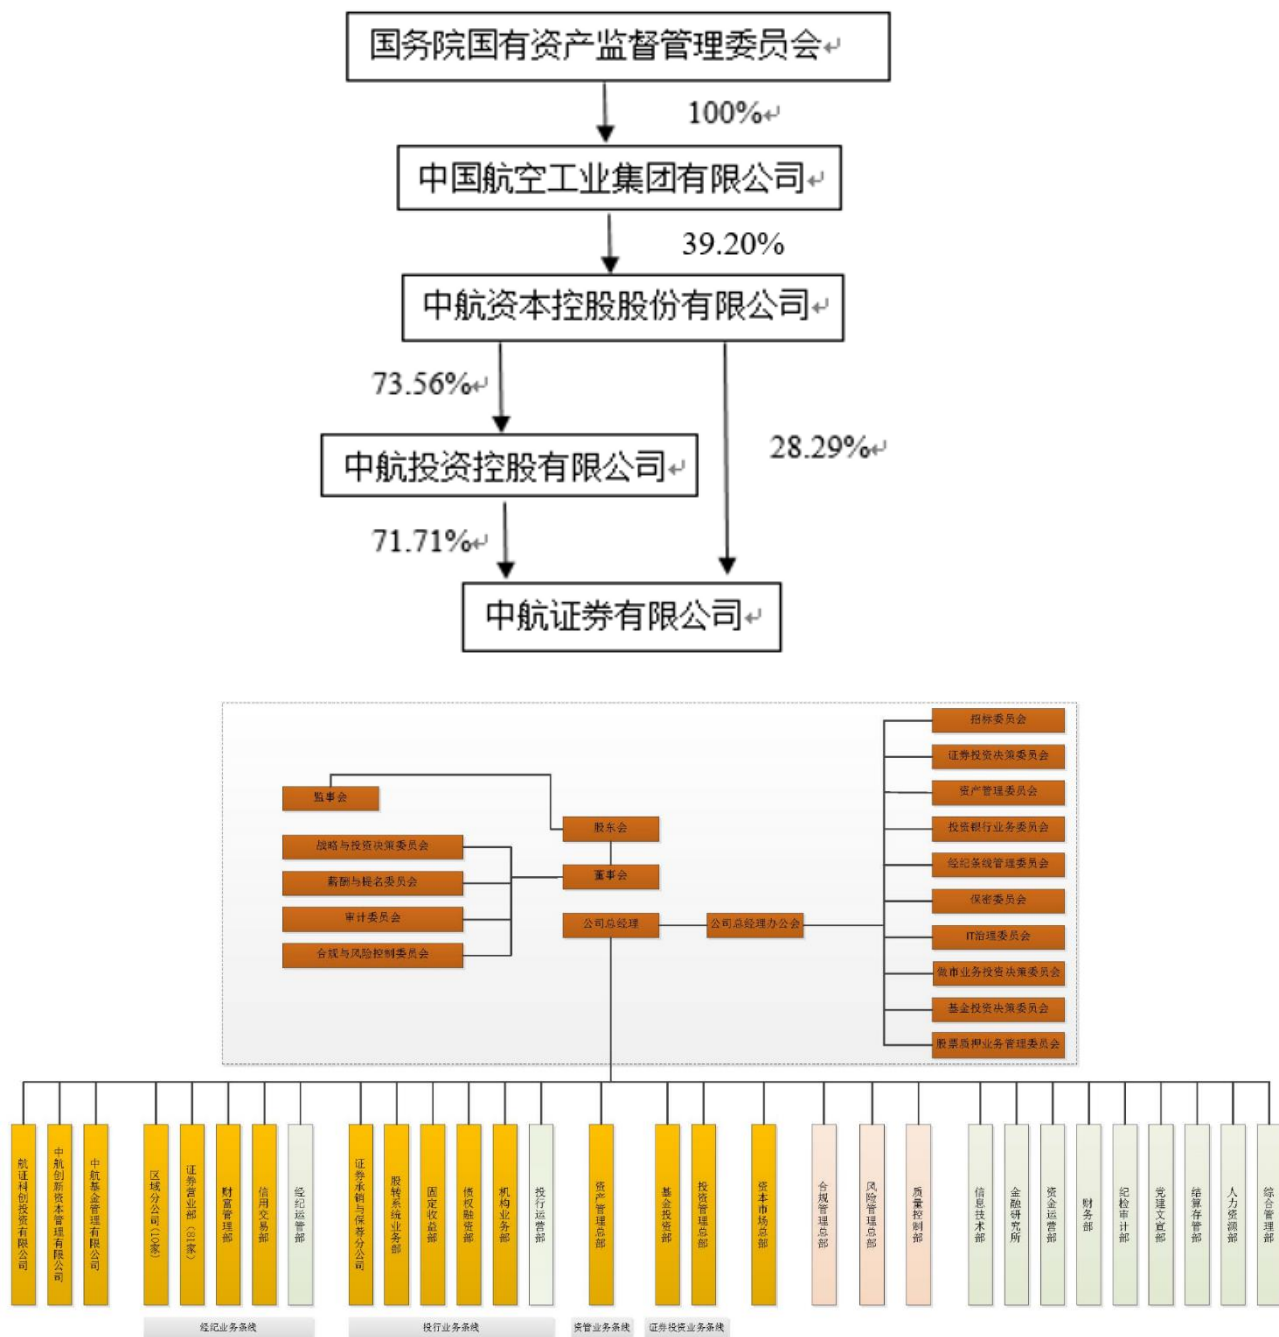 国务院国有资产监督管理委员会↵
100%↵
中国航空工业集团有限公司↵
39.20%
中航资本控股股份有限公司↵
73.56%↵
28.29%↵
中航投资控股有限公司↵
71.71%↵
中航证券有限公司↵
监事会
股东会
董事会
公司总经理
公司总经理办公会
战略与投资决策委员会
薪酬与提名委员会
审计委员会
合规与风险控制委员会
招标委员会
证券投资决策委员会
资产管理委员会
投资银行业务委员会
经纪条线管理委员会
保密委员会
IT治理委员会
做市业务投资决策委员会
基金投资决策委员会
股票质押业务管理委员会
航证科创投资有限公司
中航创新资本管理有限公司
中航基金管理有限公司
区域分公司（10家）
证券营业部（81家）
财富管理部
信用交易部
经纪运管部
证券承销与保荐分公司
股转系统业务部
固定收益部
债权融资部
机构业务部
投行运营部
资产管理总部
基金投资部
投资管理总部
资本市场总部
合规管理总部
风险管理总部
质量控制部
信息技术部
金融研究所
资金运营部
财务部
纪检审计部
党建文宣部
结算存管部
人力资源部
综合管理部
经纪业务条线
投行业务条线
资管业务条线
证券投资业务条线